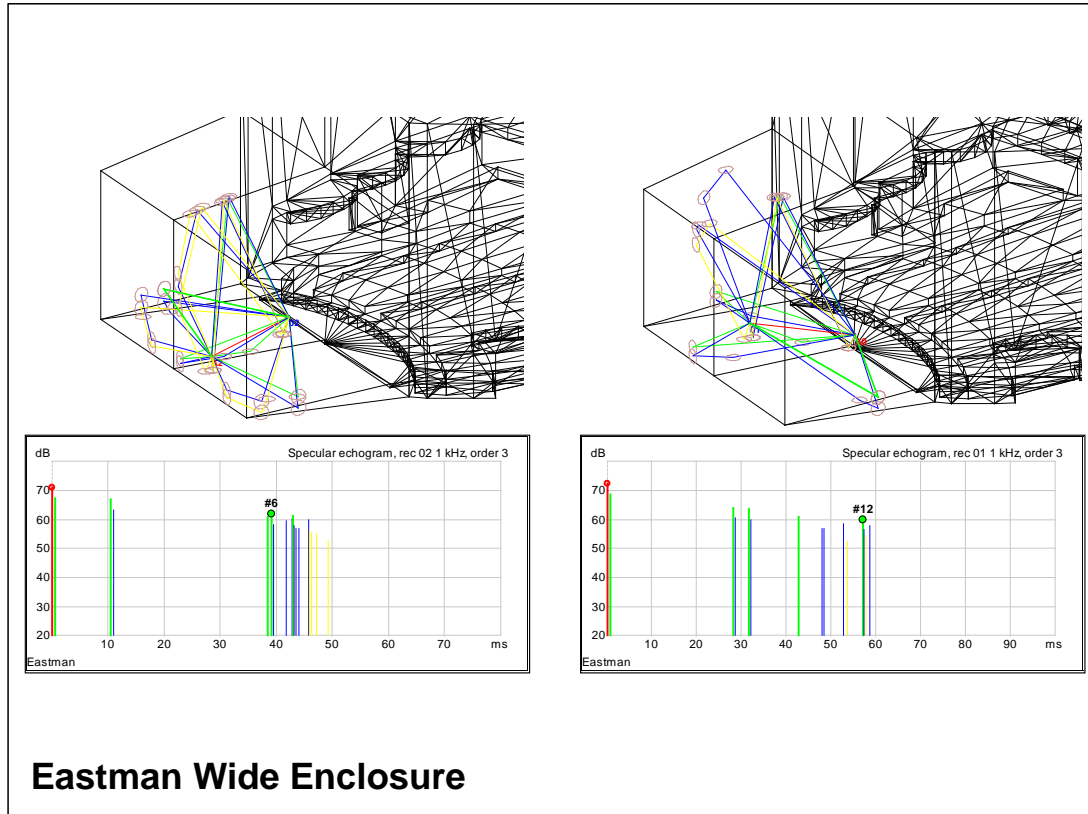 dB
Specular echogram, rec 02 1 kHz, order 3
70
#6
60
50
40
30
20
10 20 30 40 50 60 70 ms
Eastman
dB
Specular echogram, rec 01 1 kHz, order 3
70
#12
60
50
40
30
20
10 20 30 40 50 60 70 80 90 ms
Eastman
Eastman Wide Enclosure